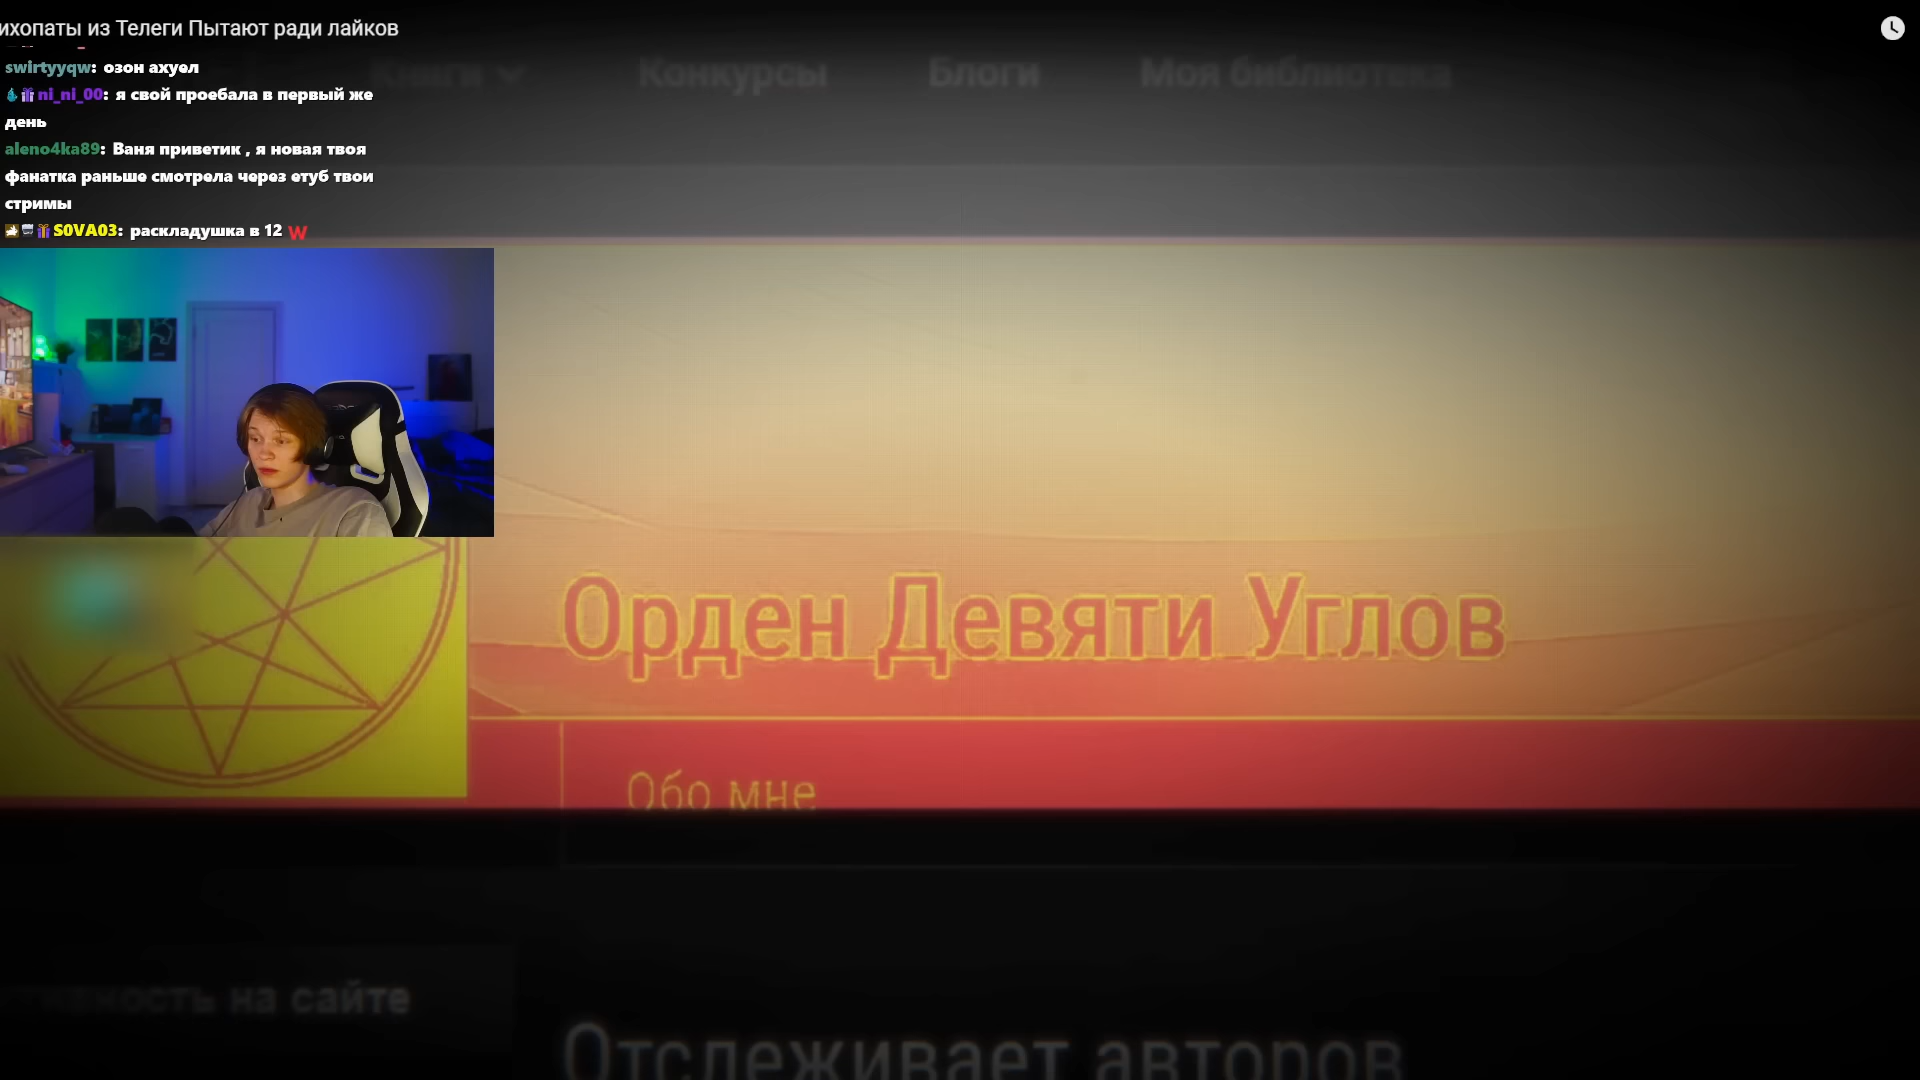 ихопаты из Телеги Пытают ради лайков
swirtyyqw: озон ахуел
ni_ni_00: я свой проебала в первый же
день
aleno4ka89: Ваня приветик , я новая твоя
фанатка раньше смотрела через етуб твои
стримы
S0VA03: раскладушка в 12 W
Книги Конкурсы Блоги Моя библиотека
Орден Девяти Углов
Обо мне
на сайте
Отслеживает авторов